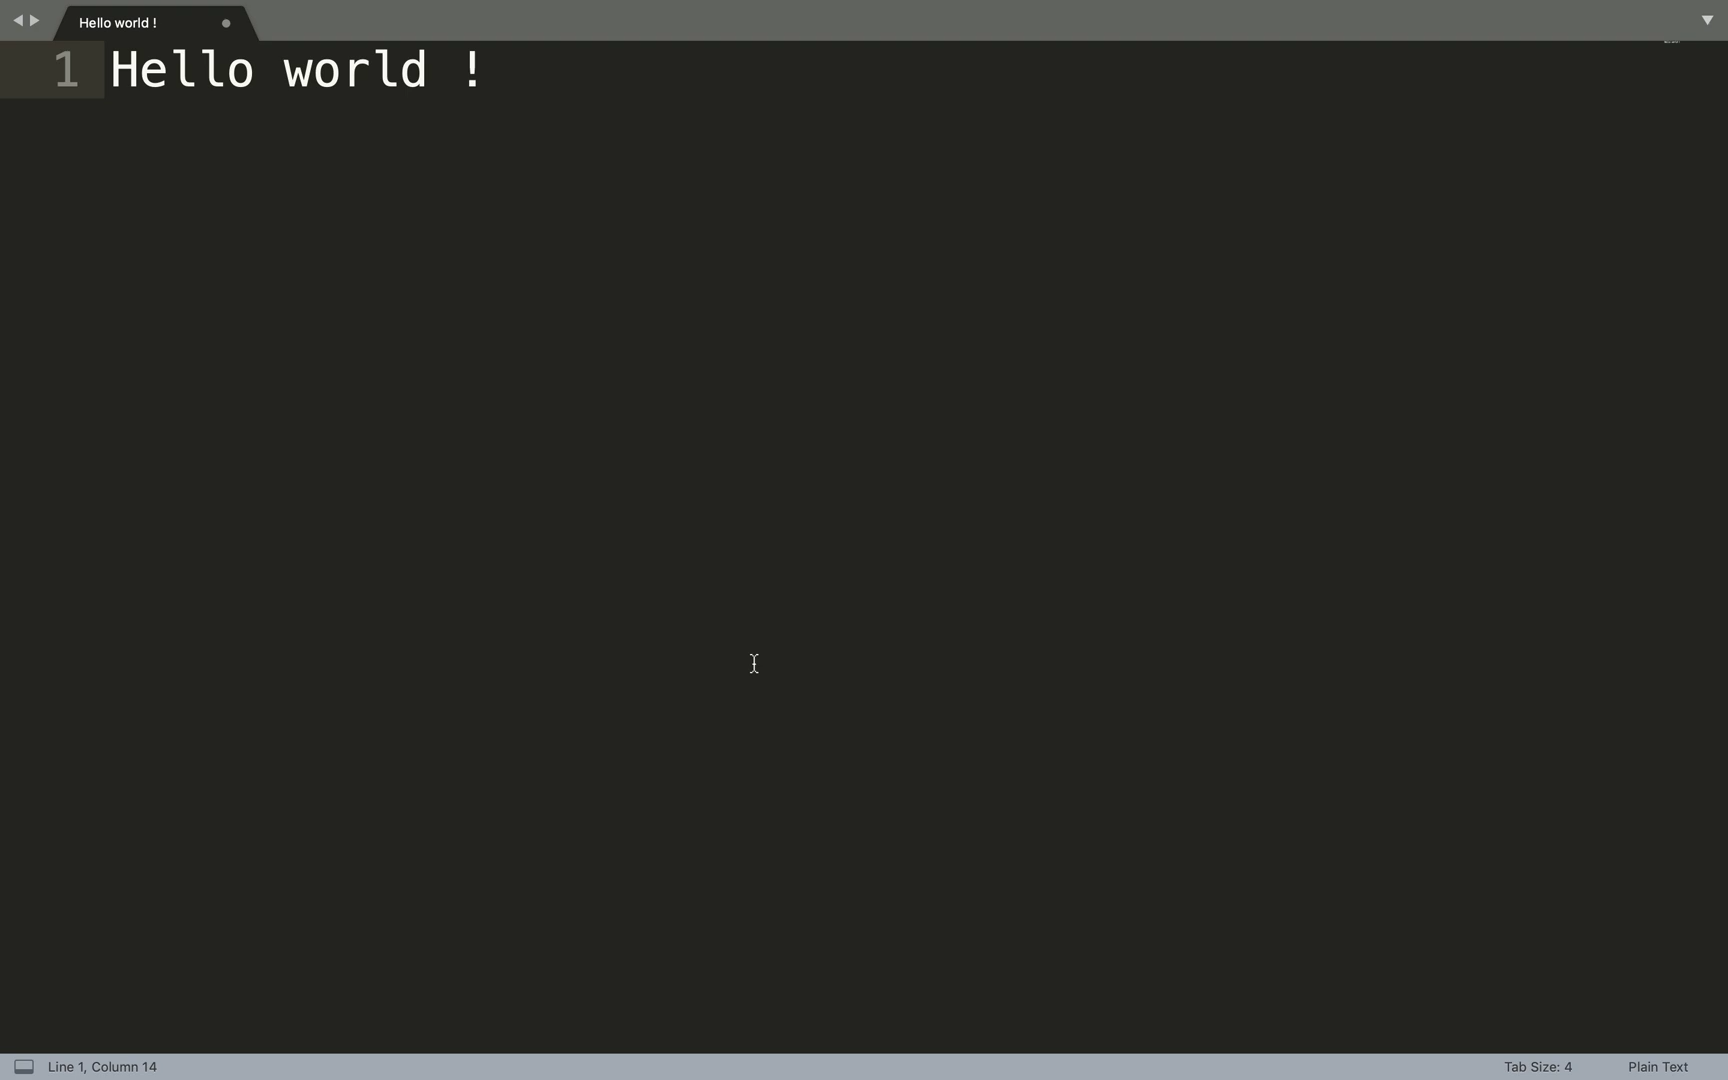 Hello world !
1 Hello world !
Line 1, Column 14 Tab Size: 4 Plain Text